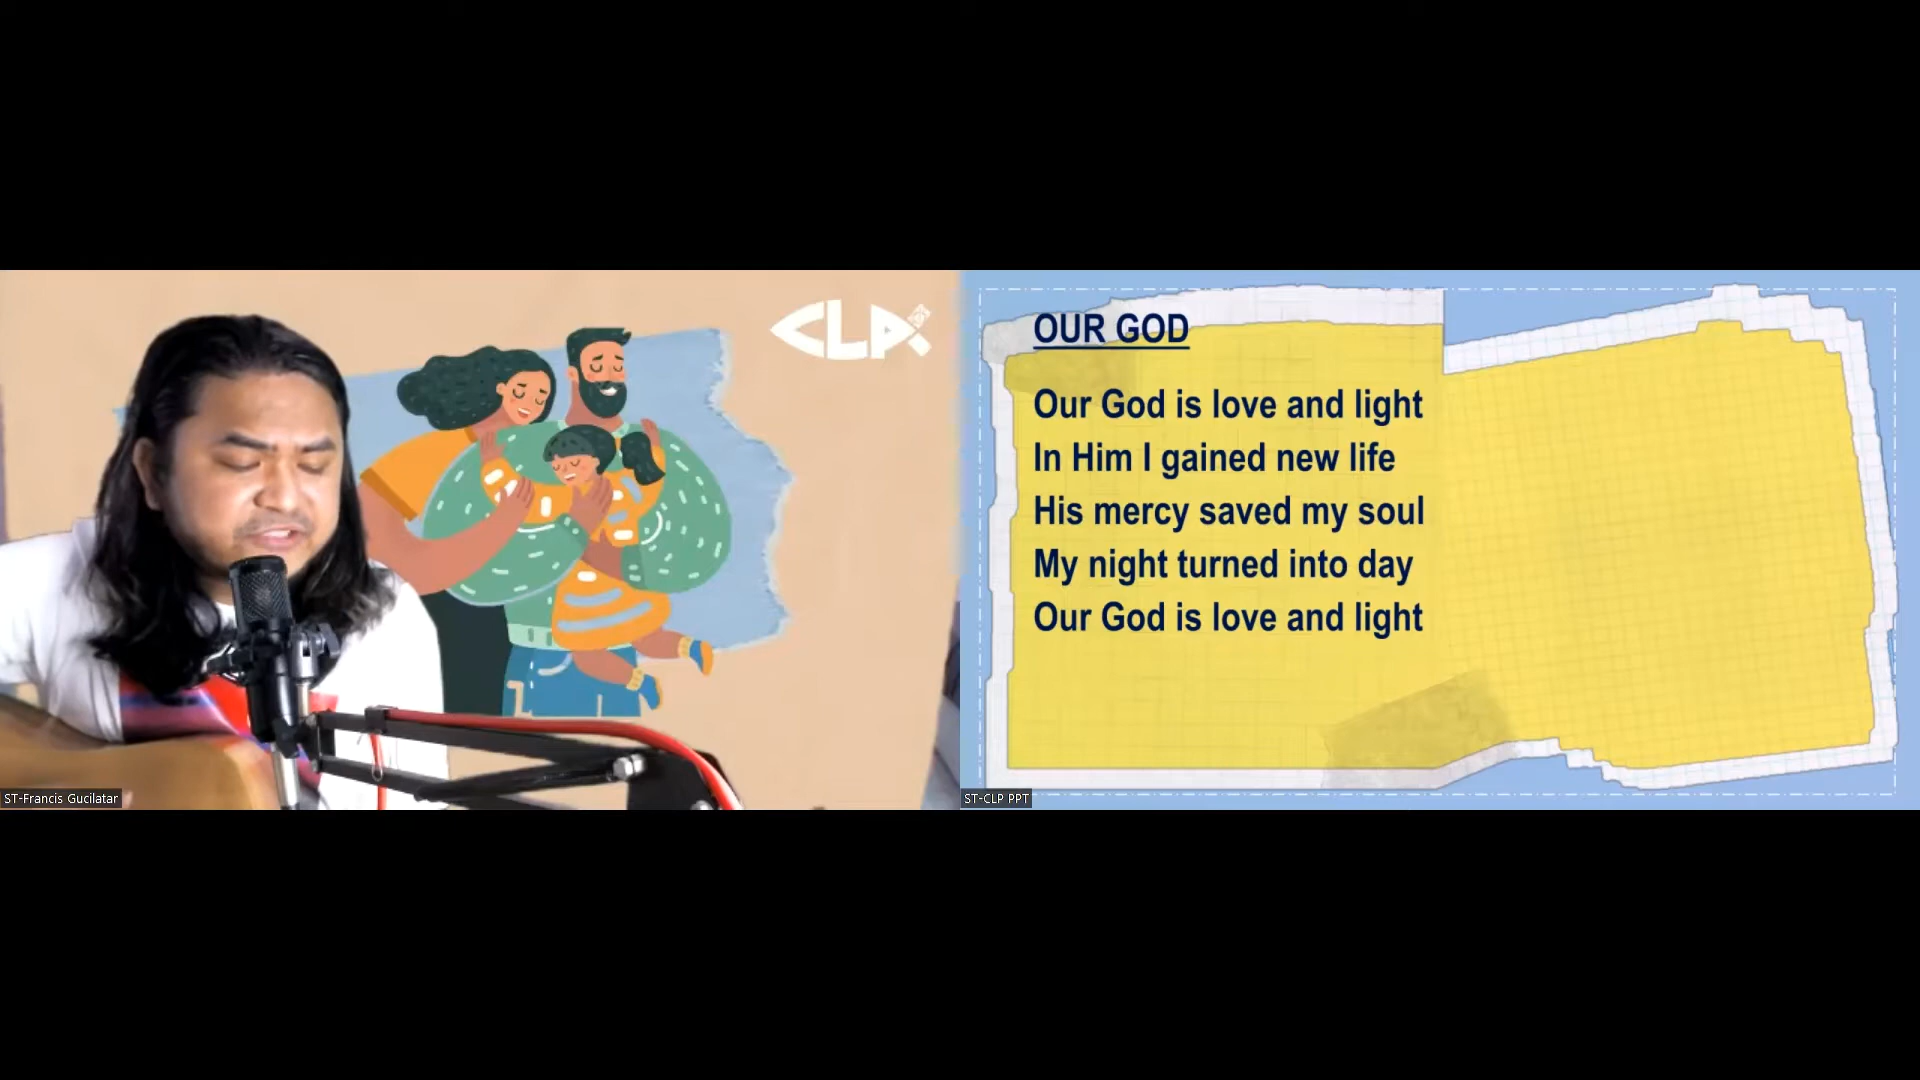 CLP
ST-Francis Gucilatar
OUR GOD
Our God is love and light
In Him I gained new life
His mercy saved my soul
My night turned into day
Our God is love and light
ST-CLP PPT